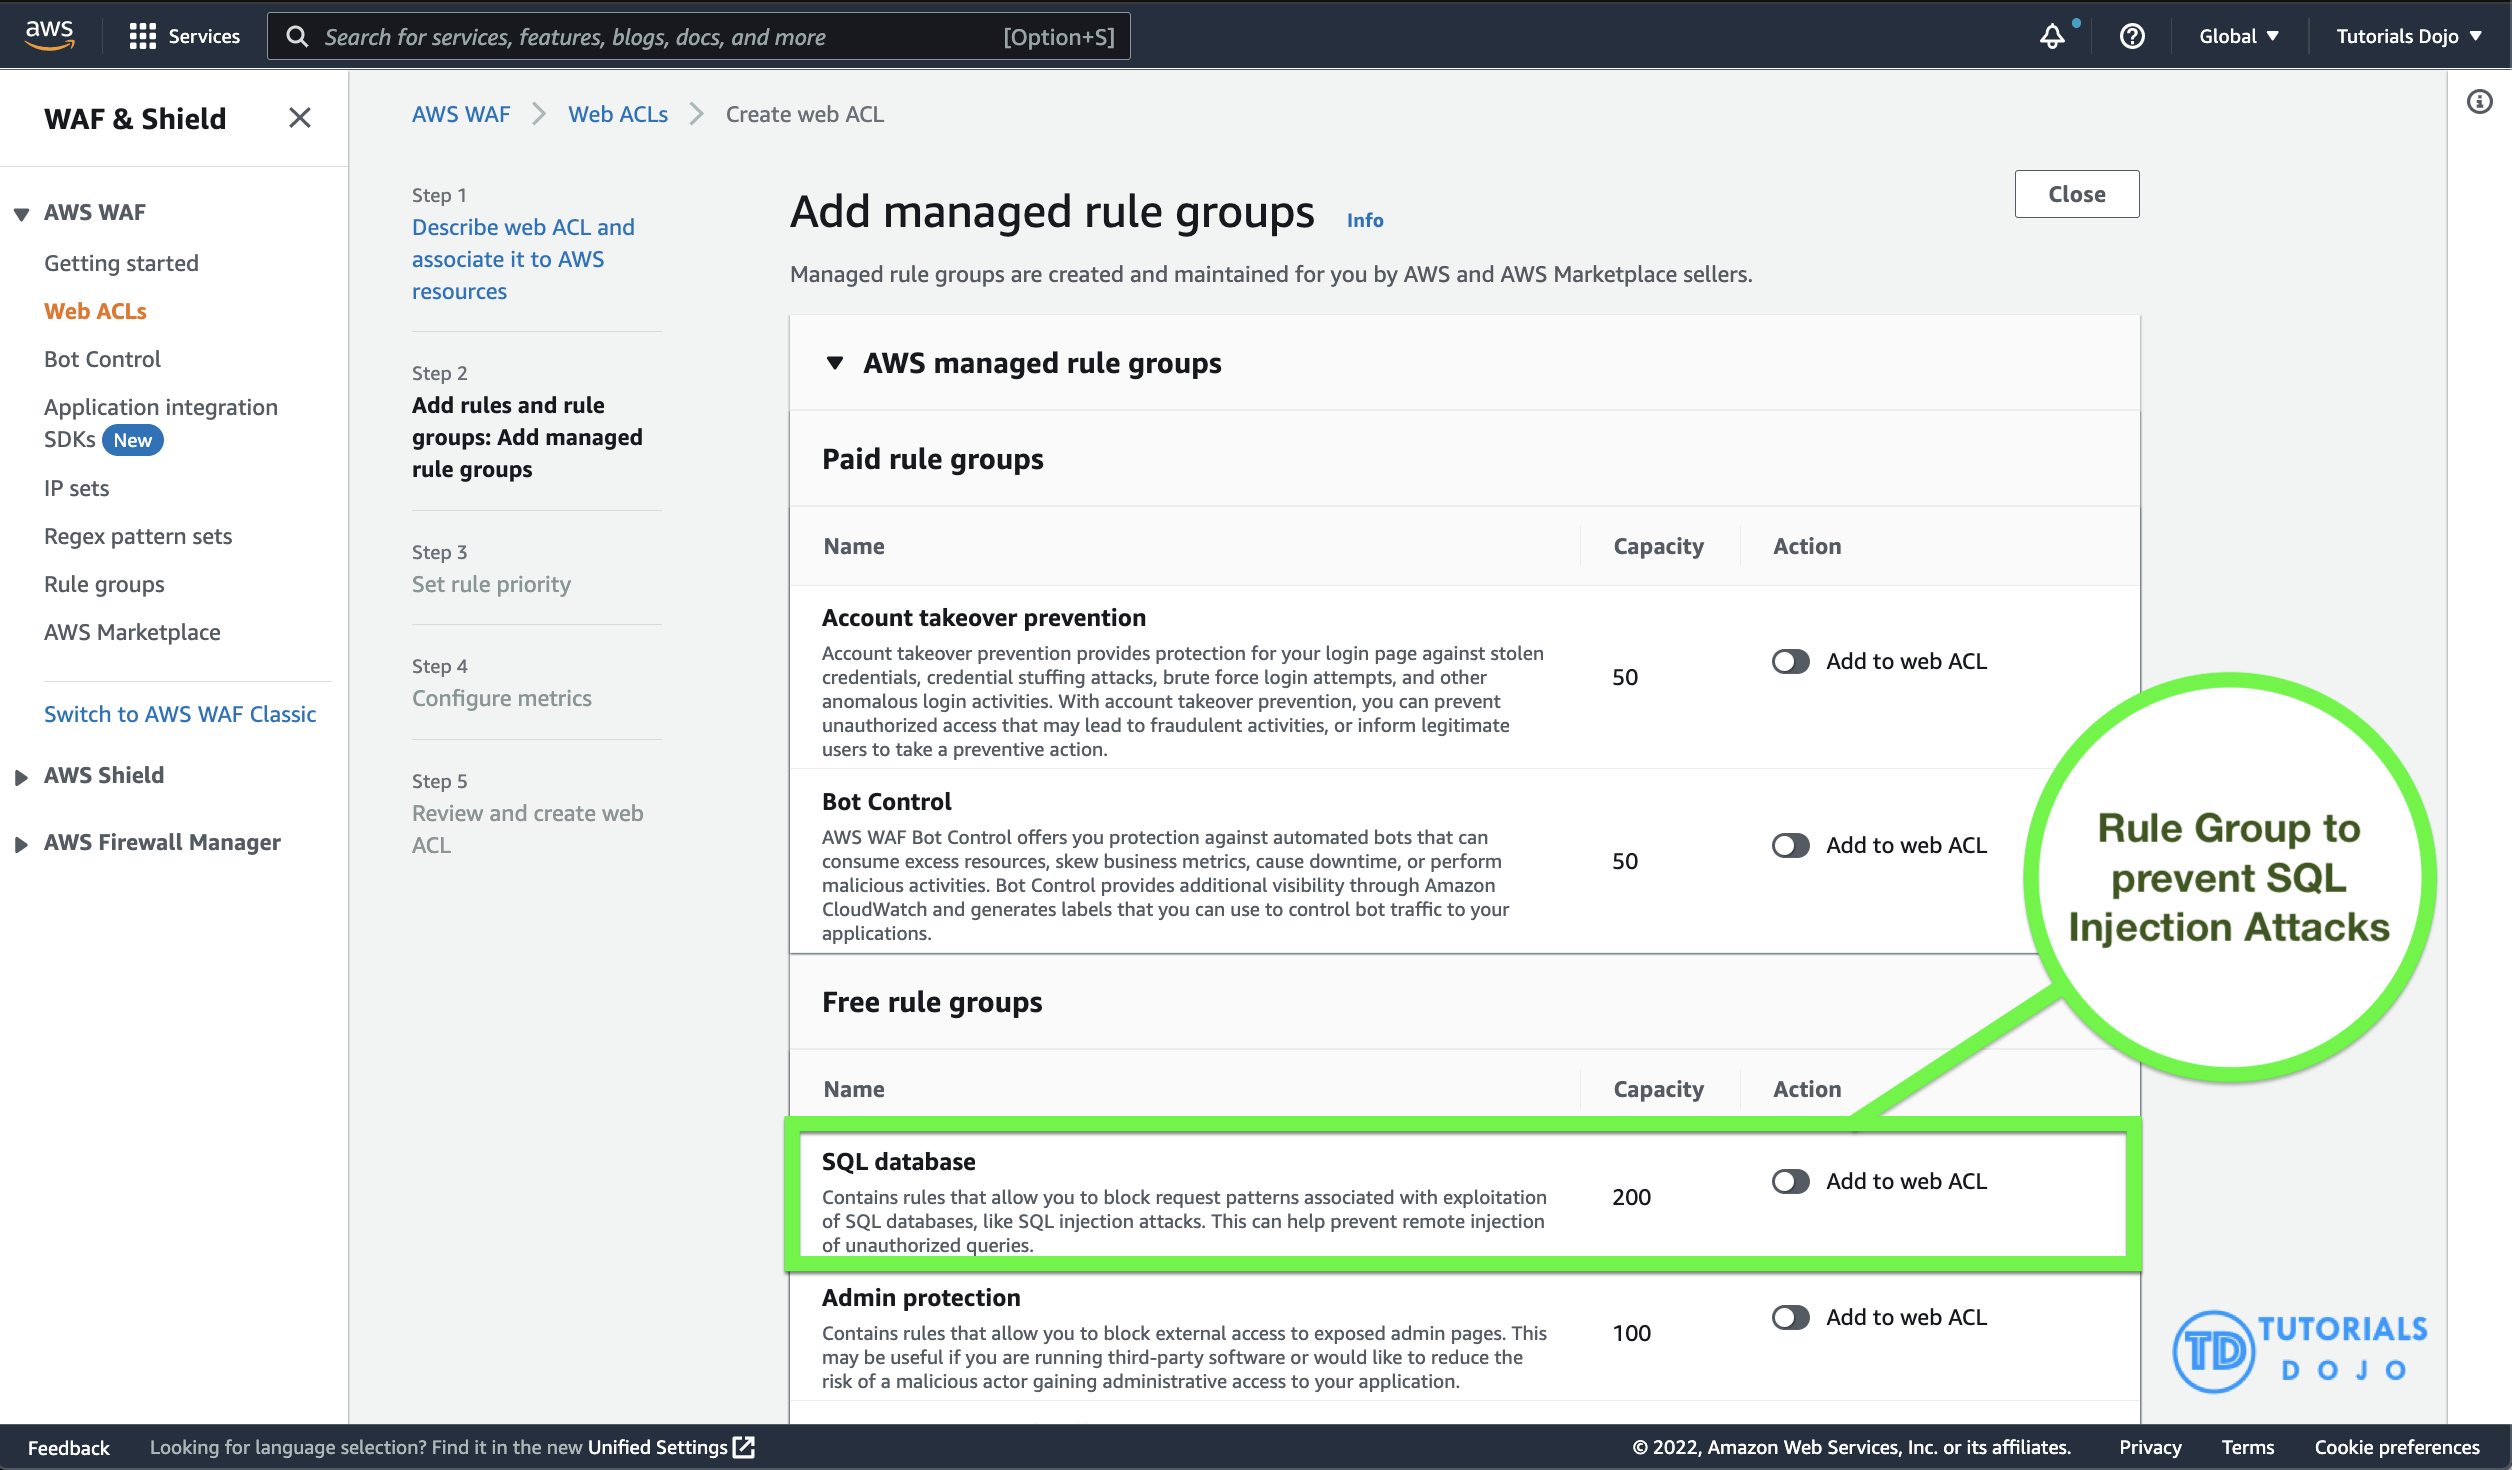 aws
Services
Search for services, features, blogs, docs, and more
[Option+S]
Global
Tutorials Dojo
WAF & Shield
AWS WAF
Getting started
Web ACLs
Bot Control
Application integration
SDKs New
IP sets
Regex pattern sets
Rule groups
AWS Marketplace
Switch to AWS WAF Classic
AWS Shield
AWS Firewall Manager
AWS WAF
Web ACLs
Create web ACL
Step 1
Describe web ACL and
associate it to AWS
resources
Step 2
Add rules and rule
groups: Add managed
rule groups
Step 3
Set rule priority
Step 4
Configure metrics
Step 5
Review and create web
ACL
Add managed rule groups Info
Close
Managed rule groups are created and maintained for you by AWS and AWS Marketplace sellers.
AWS managed rule groups
Paid rule groups
Name Capacity Action
Account takeover prevention
Account takeover prevention provides protection for your login page against stolen
credentials, credential stuffing attacks, brute force login attempts, and other
anomalous login activities. With account takeover prevention, you can prevent
unauthorized access that may lead to fraudulent activities, or inform legitimate
users to take a preventive action.
50
Add to web ACL
Bot Control
AWS WAF Bot Control offers you protection against automated bots that can
consume excess resources, skew business metrics, cause downtime, or perform
malicious activities. Bot Control provides additional visibility through Amazon
CloudWatch and generates labels that you can use to control bot traffic to your
applications.
50
Add to web ACL
Rule Group to
prevent SQL
Injection Attacks
Free rule groups
Name Capacity Action
SQL database
Contains rules that allow you to block request patterns associated with exploitation
of SQL databases, like SQL injection attacks. This can help prevent remote injection
of unauthorized queries.
200
Add to web ACL
Admin protection
Contains rules that allow you to block external access to exposed admin pages. This
may be useful if you are running third-party software or would like to reduce the
risk of a malicious actor gaining administrative access to your application.
100
Add to web ACL
TD
TUTORIALS
DOJO
Feedback
Looking for language selection? Find it in the new Unified Settings
© 2022, Amazon Web Services, Inc. or its affiliates.
Privacy
Terms
Cookie preferences